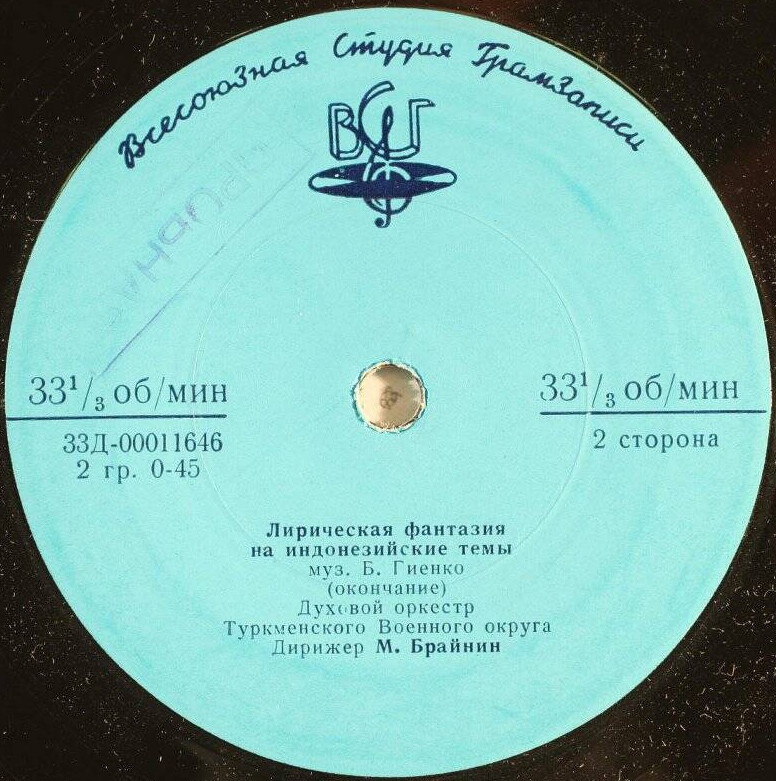 Всесоюзная Студия Грамзаписи
ВСГ
33¹/₃ об/мин
33Д-00011646
2 гр. 0-45
33¹/₃ об/мин
2 сторона
Лирическая фантазия
на индонезийские темы
муз. Б. Гиенко
(окончание)
Духовой оркестр
Туркменского Военного округа
Дирижер М. Брайнин